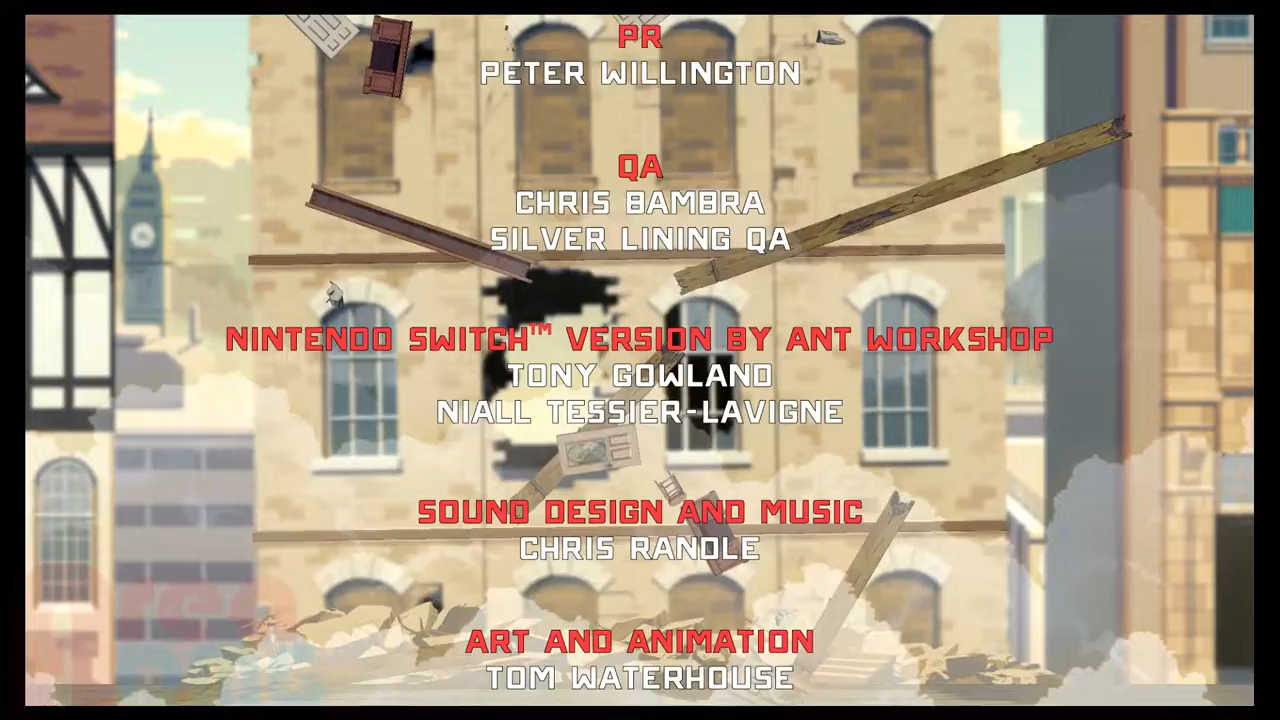 PR
PETER WILLINGTON
QA
CHRIS BAMBRA
SILVER LINING QA
NINTENDO SWITCH™ VERSION BY ANT WORKSHOP
TONY GOWLAND
NIALL TESSIER-LAVIGNE
SOUND DESIGN AND MUSIC
CHRIS RANDLE
ART AND ANIMATION
TOM WATERHOUSE